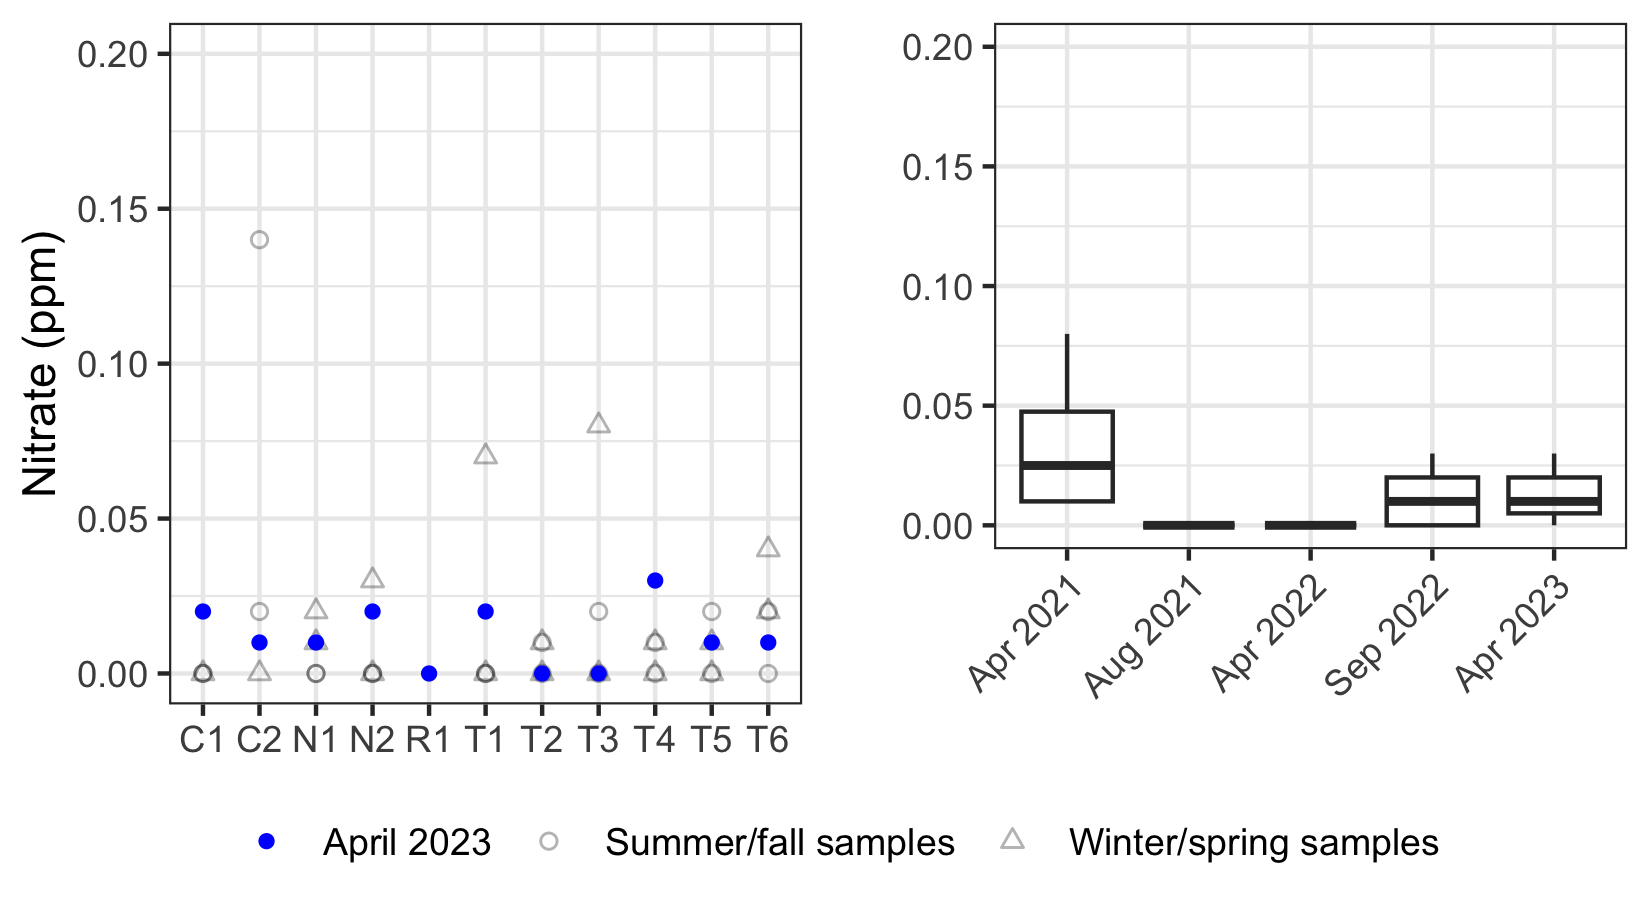 Nitrate (ppm)
0.20
0.15
0.10
0.05
0.00
C1 C2 N1 N2 R1 T1 T2 T3 T4 T5 T6
0.20
0.15
0.10
0.05
0.00
Apr 2021
Aug 2021
Apr 2022
Sep 2022
Apr 2023
April 2023 Summer/fall samples Winter/spring samples